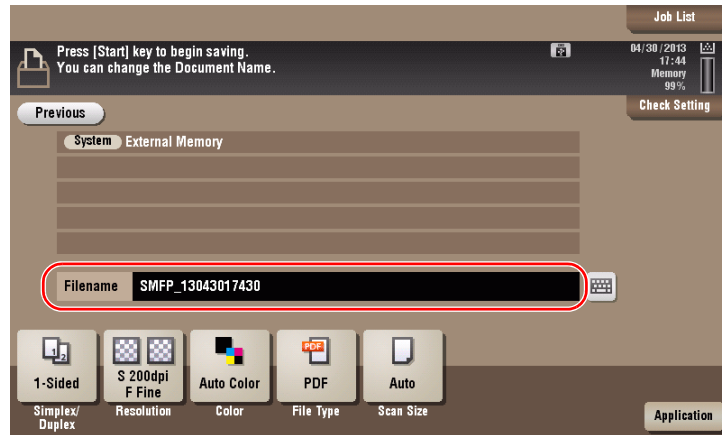 Job List
Press [Start] key to begin saving.
You can change the Document Name.
04/30/2013
17:44
Memory
99%
Previous
Check Setting
System External Memory
Filename SMFP_13043017430
1 2
PDF
1-Sided
S 200dpi
F Fine
Auto Color
PDF
Auto
Simplex/
Duplex
Resolution
Color
File Type
Scan Size
Application